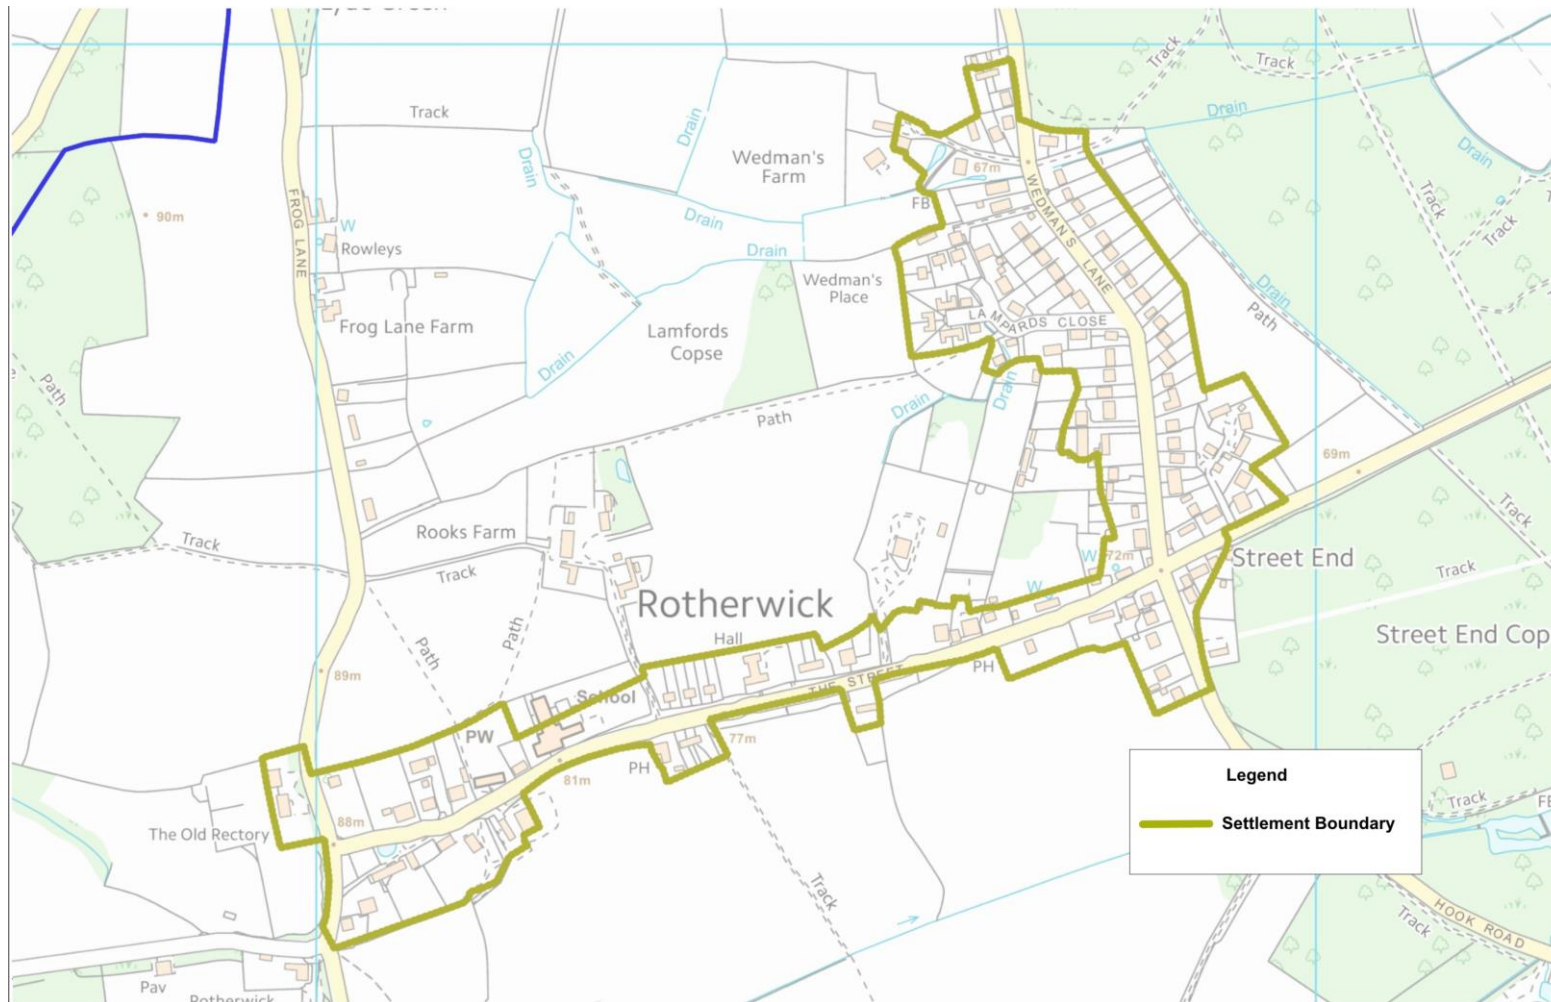 Track
Track
Drain
Drain
Drain
Drain
Wedman's
Farm
67m
FROG LANE
90m
W
Rowleys
FB
WEDMANS LANE
Drain
Drain
Track
Track
Drain
Wedman's
Place
Path
Frog Lane Farm
Lamfords
Copse
LAMPARDS CLOSE
Drain
Path
Drain
Drain
Path
69m
Rooks Farm
Track
Track
W
72m
W
Street End
Track
Track
Rotherwick
Hall
Path
Path
Street End Cop
89m
School
THE STREET
PH
PW
77m
PH
81m
Legend
Settlement Boundary
88m
The Old Rectory
Track
Track
HOOK ROAD
Track
Pav
Rotherwick